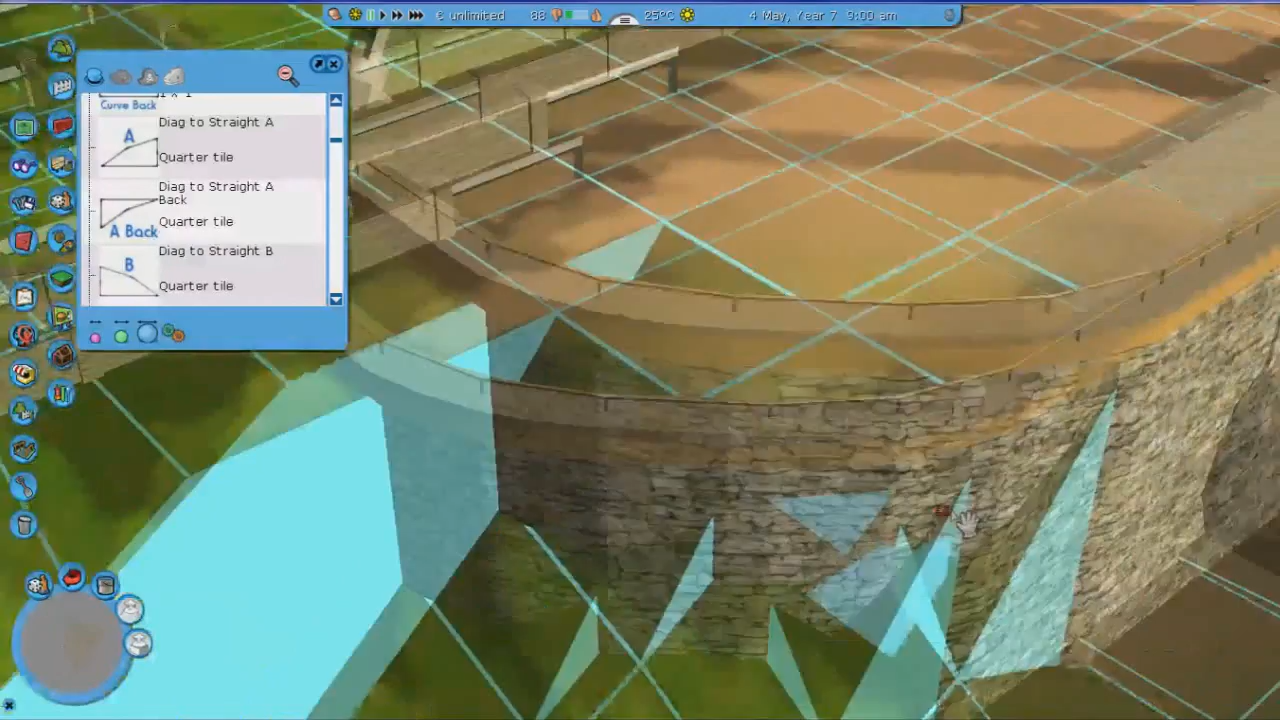 € unlimited 88 25°C 4 May, Year 7 9:00 am
Curve Back
A
Diag to Straight A
Quarter tile
Diag to Straight A
Back
Quarter tile
A Back
Diag to Straight B
B
Quarter tile